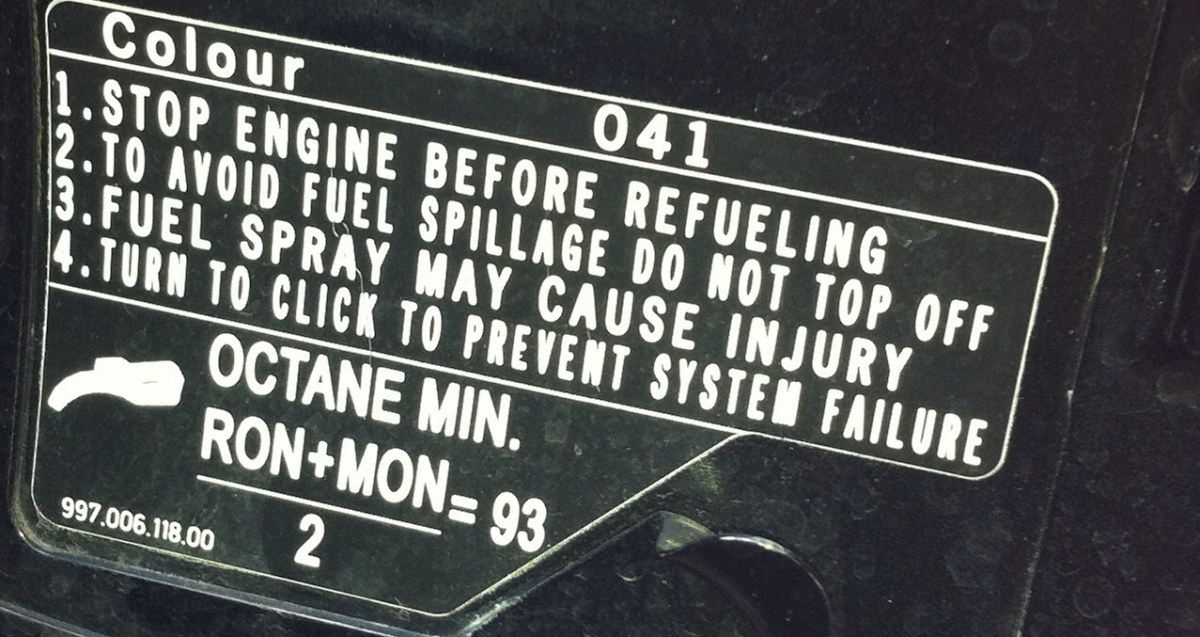 Colour 041
1. STOP ENGINE BEFORE REFUELING
2. TO AVOID FUEL SPILLAGE DO NOT TOP OFF
3. FUEL SPRAY MAY CAUSE INJURY
4. TURN TO CLICK TO PREVENT SYSTEM FAILURE
OCTANE MIN.
RON+MON = 93
2
997.006.118.00